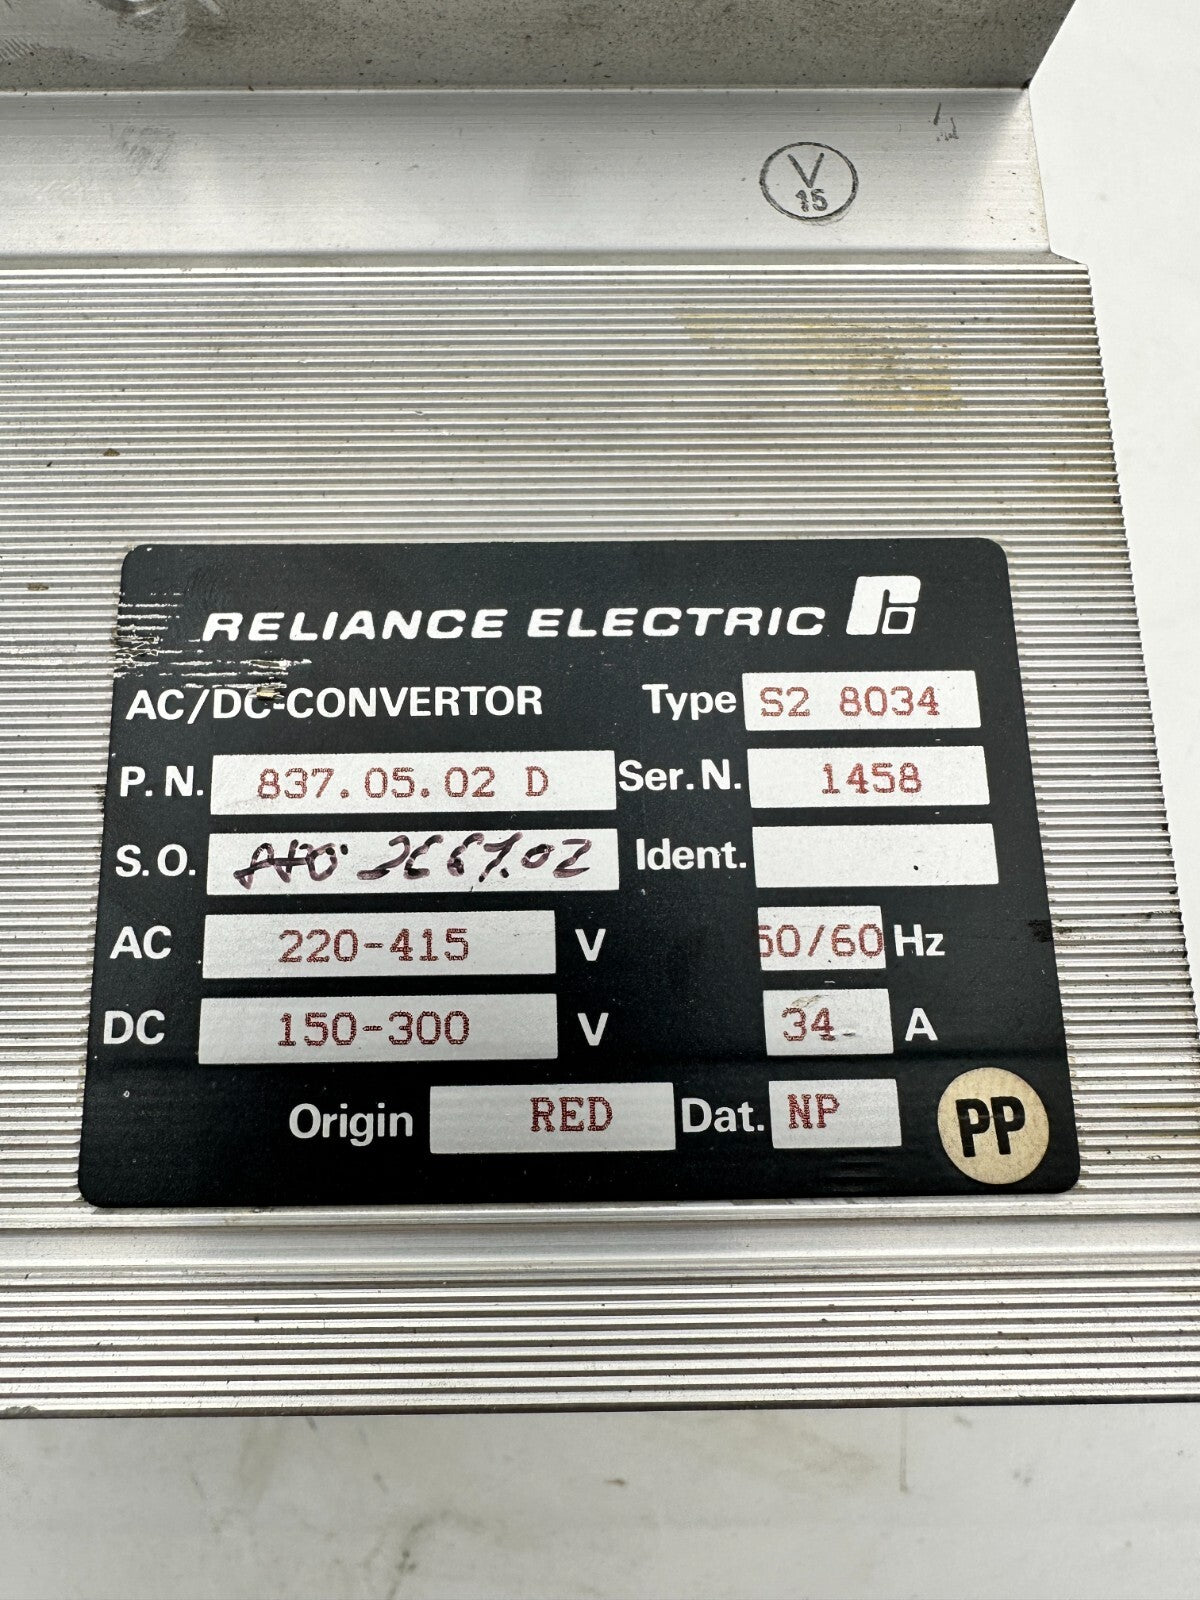 V
15
RELIANCE ELECTRIC
AC/DC-CONVERTOR Type S2 8034
P.N. 837.05.02 D Ser.N. 1458
S.O. Ident.
AC 220-415 V 50/60 Hz
DC 150-300 V 34 A
Origin RED Dat. NP PP